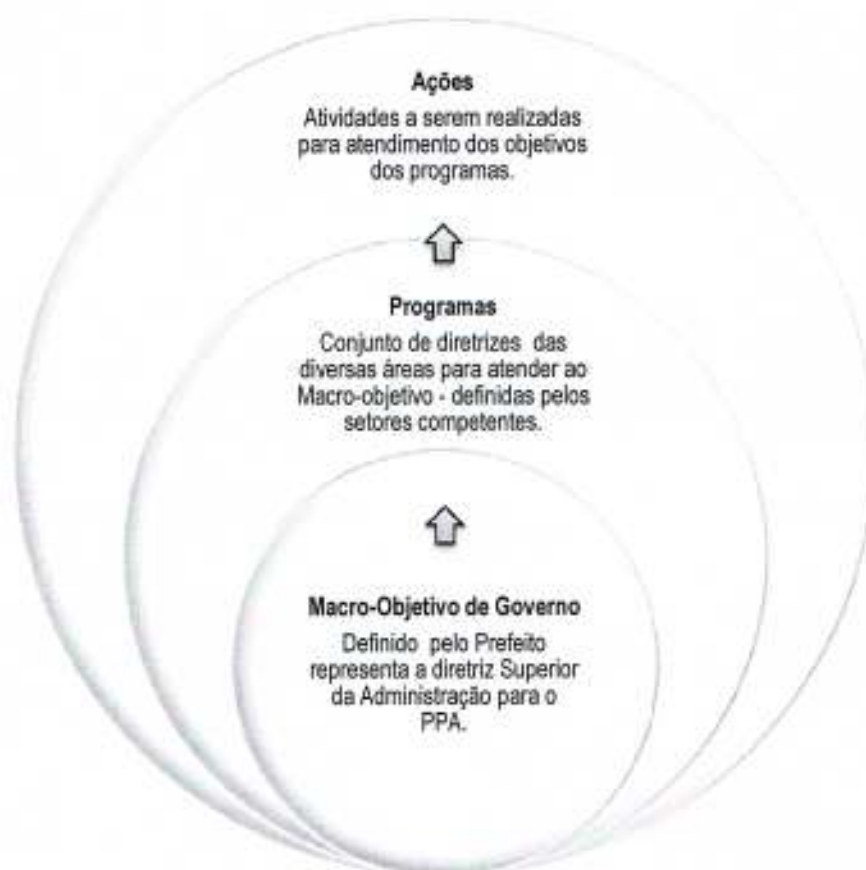 Ações
Atividades a serem realizadas
para atendimento dos objetivos
dos programas.
Programas
Conjunto de diretrizes das
diversas áreas para atender ao
Macro-objetivo - definidas pelos
setores competentes.
Macro-Objetivo de Governo
Definido pelo Prefeito
representa a diretriz Superior
da Administração para o
PPA.